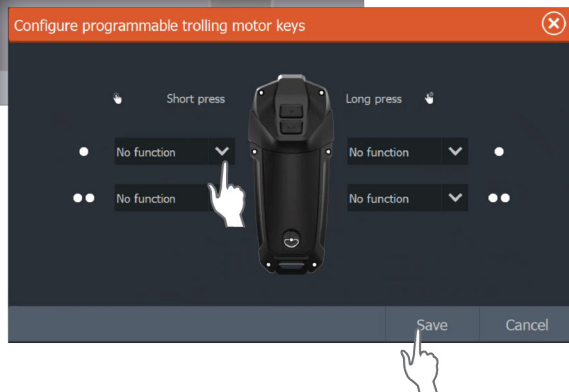 Configure programmable trolling motor keys
Short press
Long press
No function
No function
No function
No function
Save
Cancel